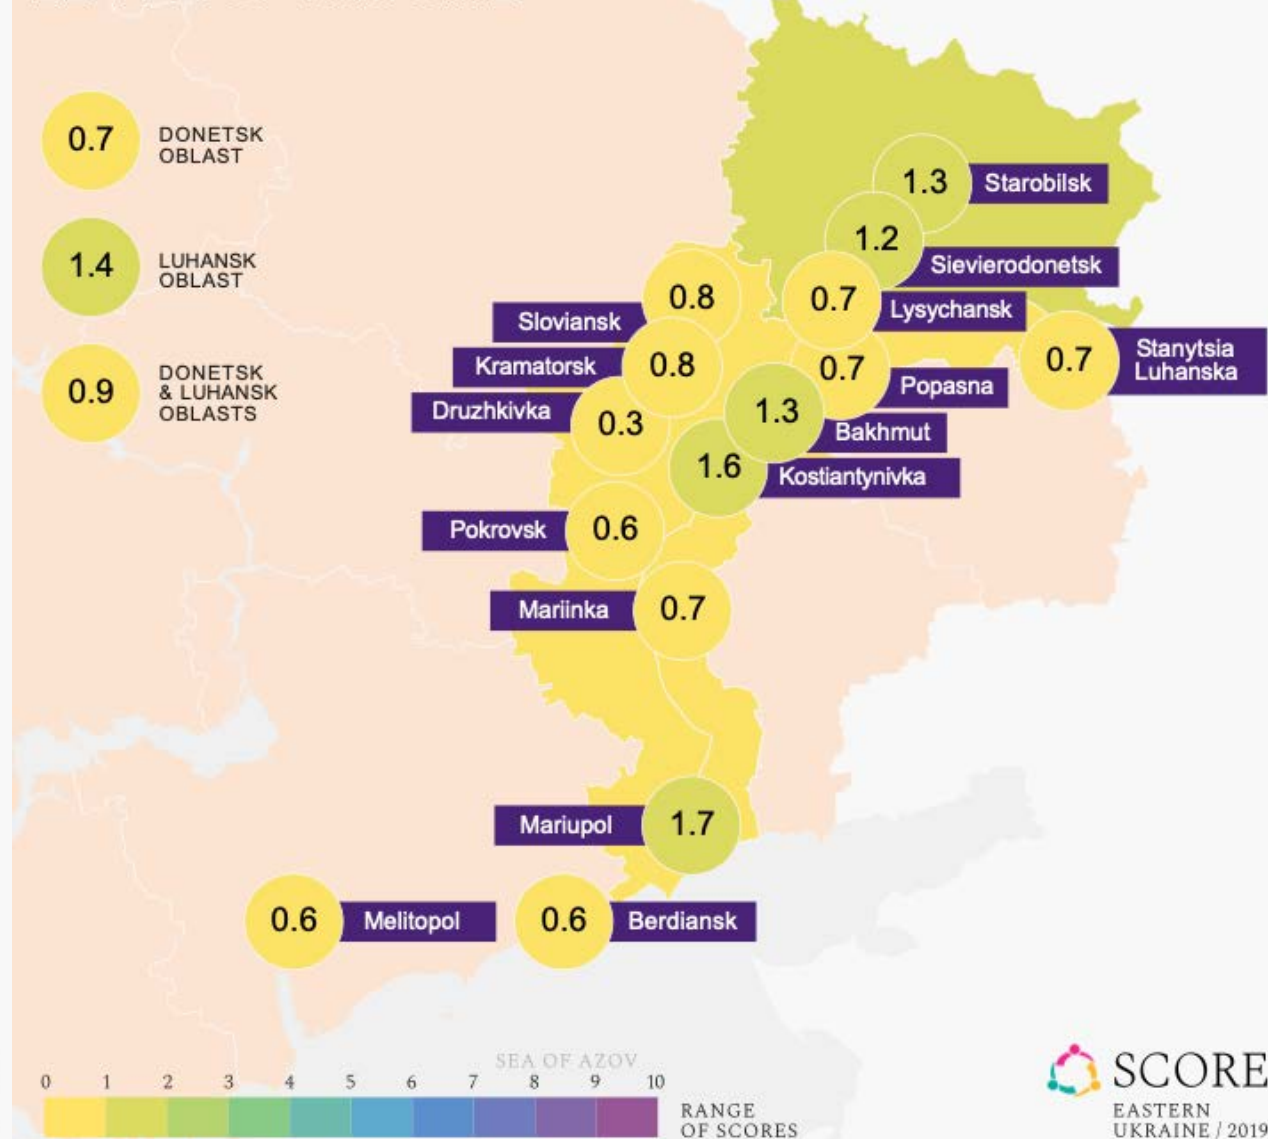 0.7
DONETSK
OBLAST
1.4
LUHANSK
OBLAST
0.9
DONETSK
& LUHANSK
OBLASTS
1.3
Starobilsk
1.2
Sievierodonetsk
0.8
Sloviansk
0.7
Lysychansk
0.8
Kramatorsk
0.7
Popasna
0.7
Stanytsia
Luhanska
0.3
Druzhkivka
1.3
Bakhmut
1.6
Kostiantynivka
0.6
Pokrovsk
0.7
Mariinka
1.7
Mariupol
0.6
Melitopol
0.6
Berdiansk
SEA OF AZOV
0 1 2 3 4 5 6 7 8 9 10
RANGE
OF SCORES
SCORE
EASTERN
UKRAINE / 2019